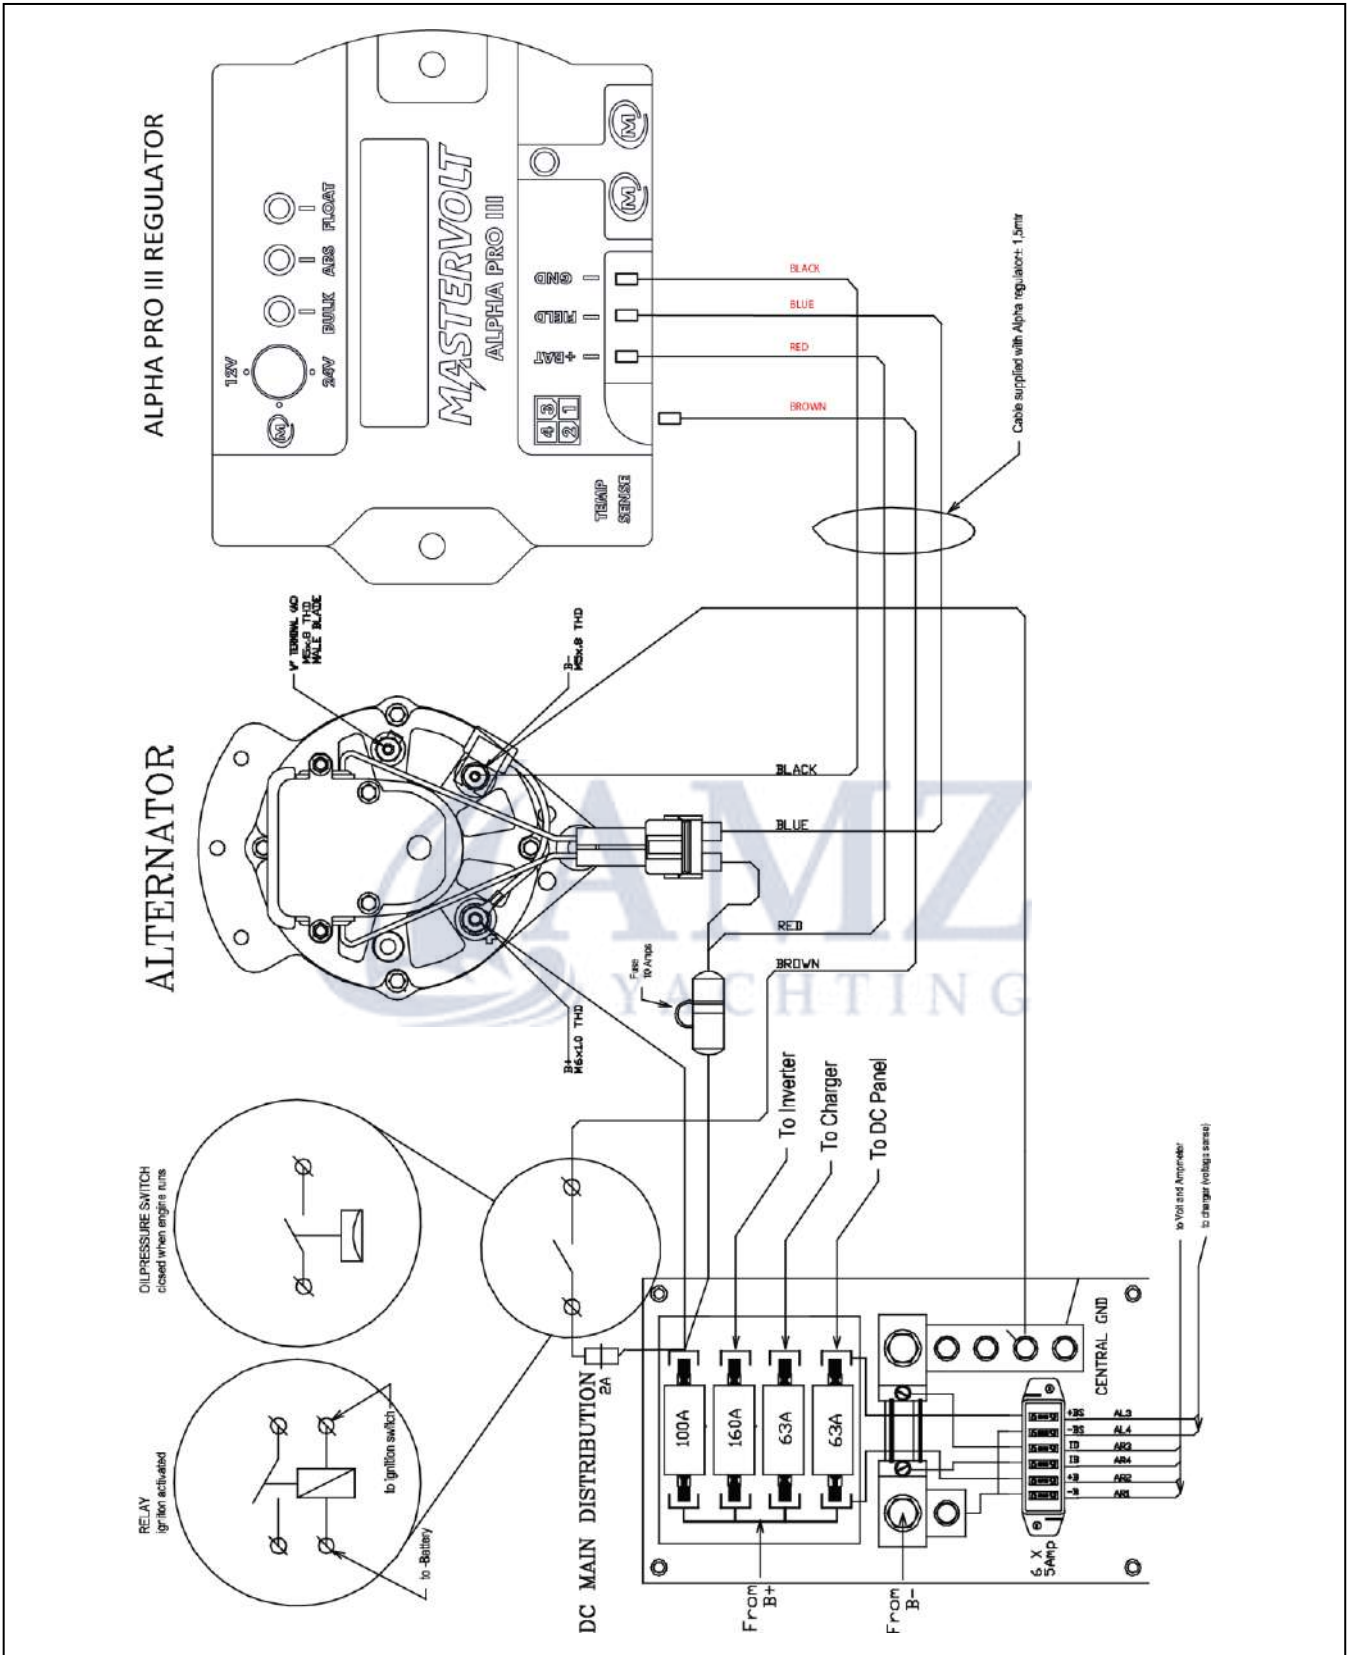 ALPHA PRO III REGULATOR
12V
24V
BULK
ABS
FLOAT
MASTERVOLT
ALPHA PRO III
GND
FIELD
+BAT
4 3
2 1
TEMP
SENSE
BLACK
BLUE
RED
BROWN
Cable supplied with Alpha regulator± 1,5mtr
ALTERNATOR
MALE BLADE
B-
M5x.8 THD
B+
M6x1.0 THD
BLACK
BLUE
RED
BROWN
Fuse
to Amps
AMZ
YACHTING
OILPRESSURE SWITCH
closed when engine runs
RELAY
ignition activated
to ignition switch
to -Battery
DC MAIN DISTRIBUTION
2A
100A
160A
63A
63A
To Inverter
To Charger
To DC Panel
From
B+
From
B-
CENTRAL GND
+BS AL3
-BS AL4
ID AR3
IB AR4
+B AR2
-B AR1
6 X
5Amp
to Volt and Ampmeter
to charger (voltage sense)